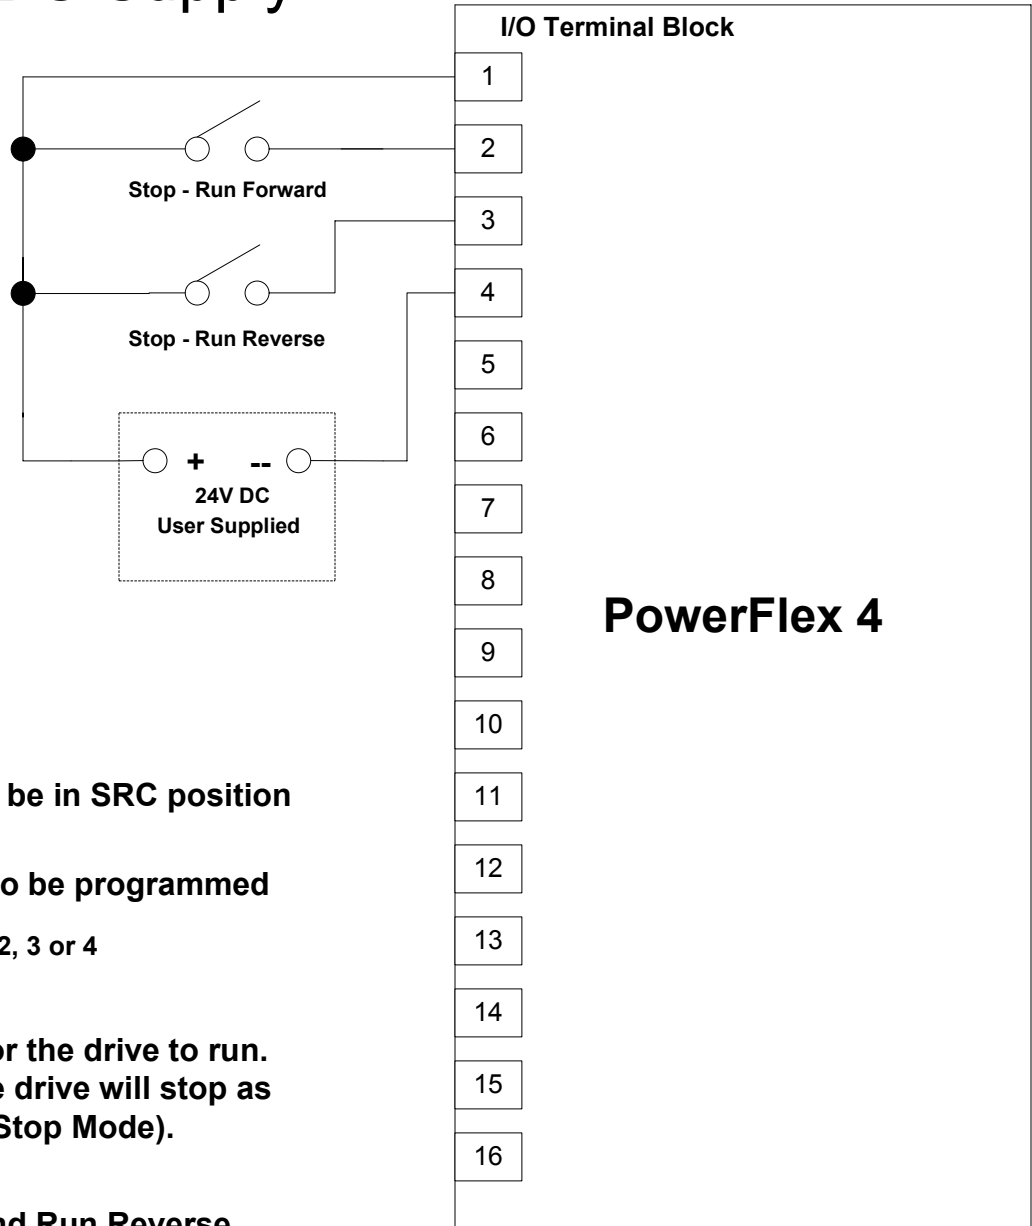 Supply
I/O Terminal Block
1
2
Stop - Run Forward
3
4
Stop - Run Reverse
5
6
+ --
24V DC
User Supplied
7
8
PowerFlex 4
9
10
be in SRC position
11
12
be programmed
2, 3 or 4
13
14
the drive to run.
drive will stop as
15
Stop Mode).
16
Run Reverse